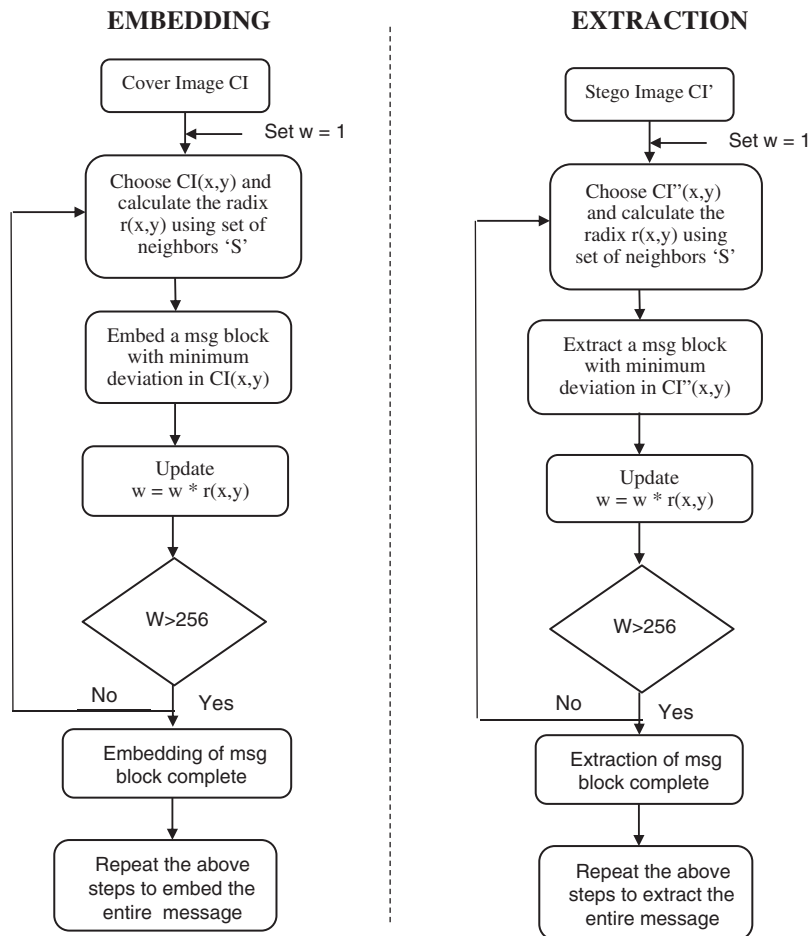 EMBEDDING
Cover Image CI
Set w = 1
Choose CI(x,y) and
calculate the radix
r(x,y) using set of
neighbors ‘S’
Embed a msg block
with minimum
deviation in CI(x,y)
Update
w = w * r(x,y)
W>256
No
Yes
Embedding of msg
block complete
Repeat the above
steps to embed the
entire message
EXTRACTION
Stego Image CI’
Set w = 1
Choose CI”(x,y)
and calculate the
radix r(x,y) using
set of neighbors ‘S’
Extract a msg block
with minimum
deviation in CI”(x,y)
Update
w = w * r(x,y)
W>256
No
Yes
Extraction of msg
block complete
Repeat the above
steps to extract the
entire message